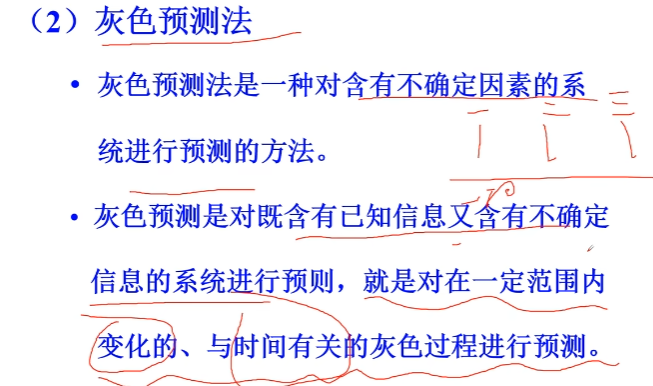 （2）灰色预测法
• 灰色预测法是一种对含有不确定因素的系
统进行预测的方法。
• 灰色预测是对既含有已知信息又含有不确定
信息的系统进行预则，就是对在一定范围内
变化的、与时间有关的灰色过程进行预测。
一 二 三